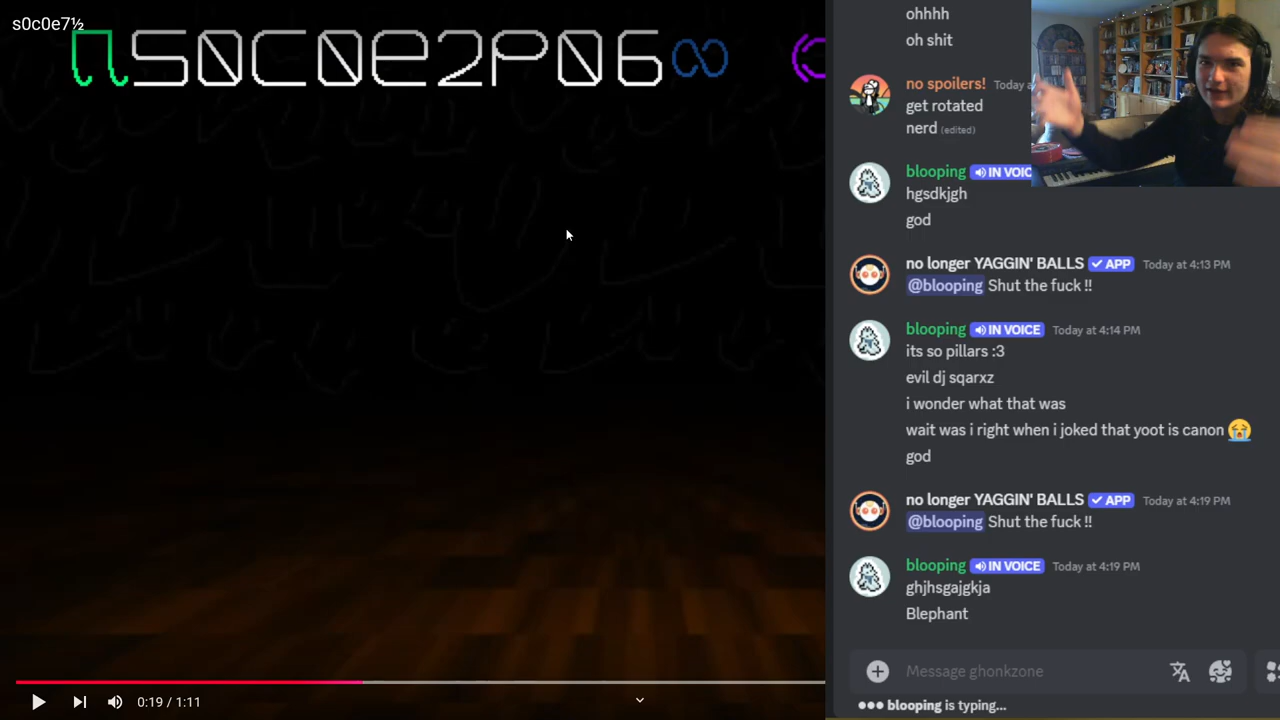 s0c0e7½
S0C0E2P06∞
ohhhh
oh shit
no spoilers! Today a
get rotated
nerd (edited)
blooping IN VOIC
hgsdkjgh
god
no longer YAGGIN' BALLS APP Today at 4:13 PM
@blooping Shut the fuck !!
blooping IN VOICE Today at 4:14 PM
its so pillars :3
evil dj sqarxz
i wonder what that was
wait was i right when i joked that yoot is canon 😭
god
no longer YAGGIN' BALLS APP Today at 4:19 PM
@blooping Shut the fuck !!
blooping IN VOICE Today at 4:19 PM
ghjhsgajgkja
Blephant
Message ghonkzone
blooping is typing...
0:19 / 1:11